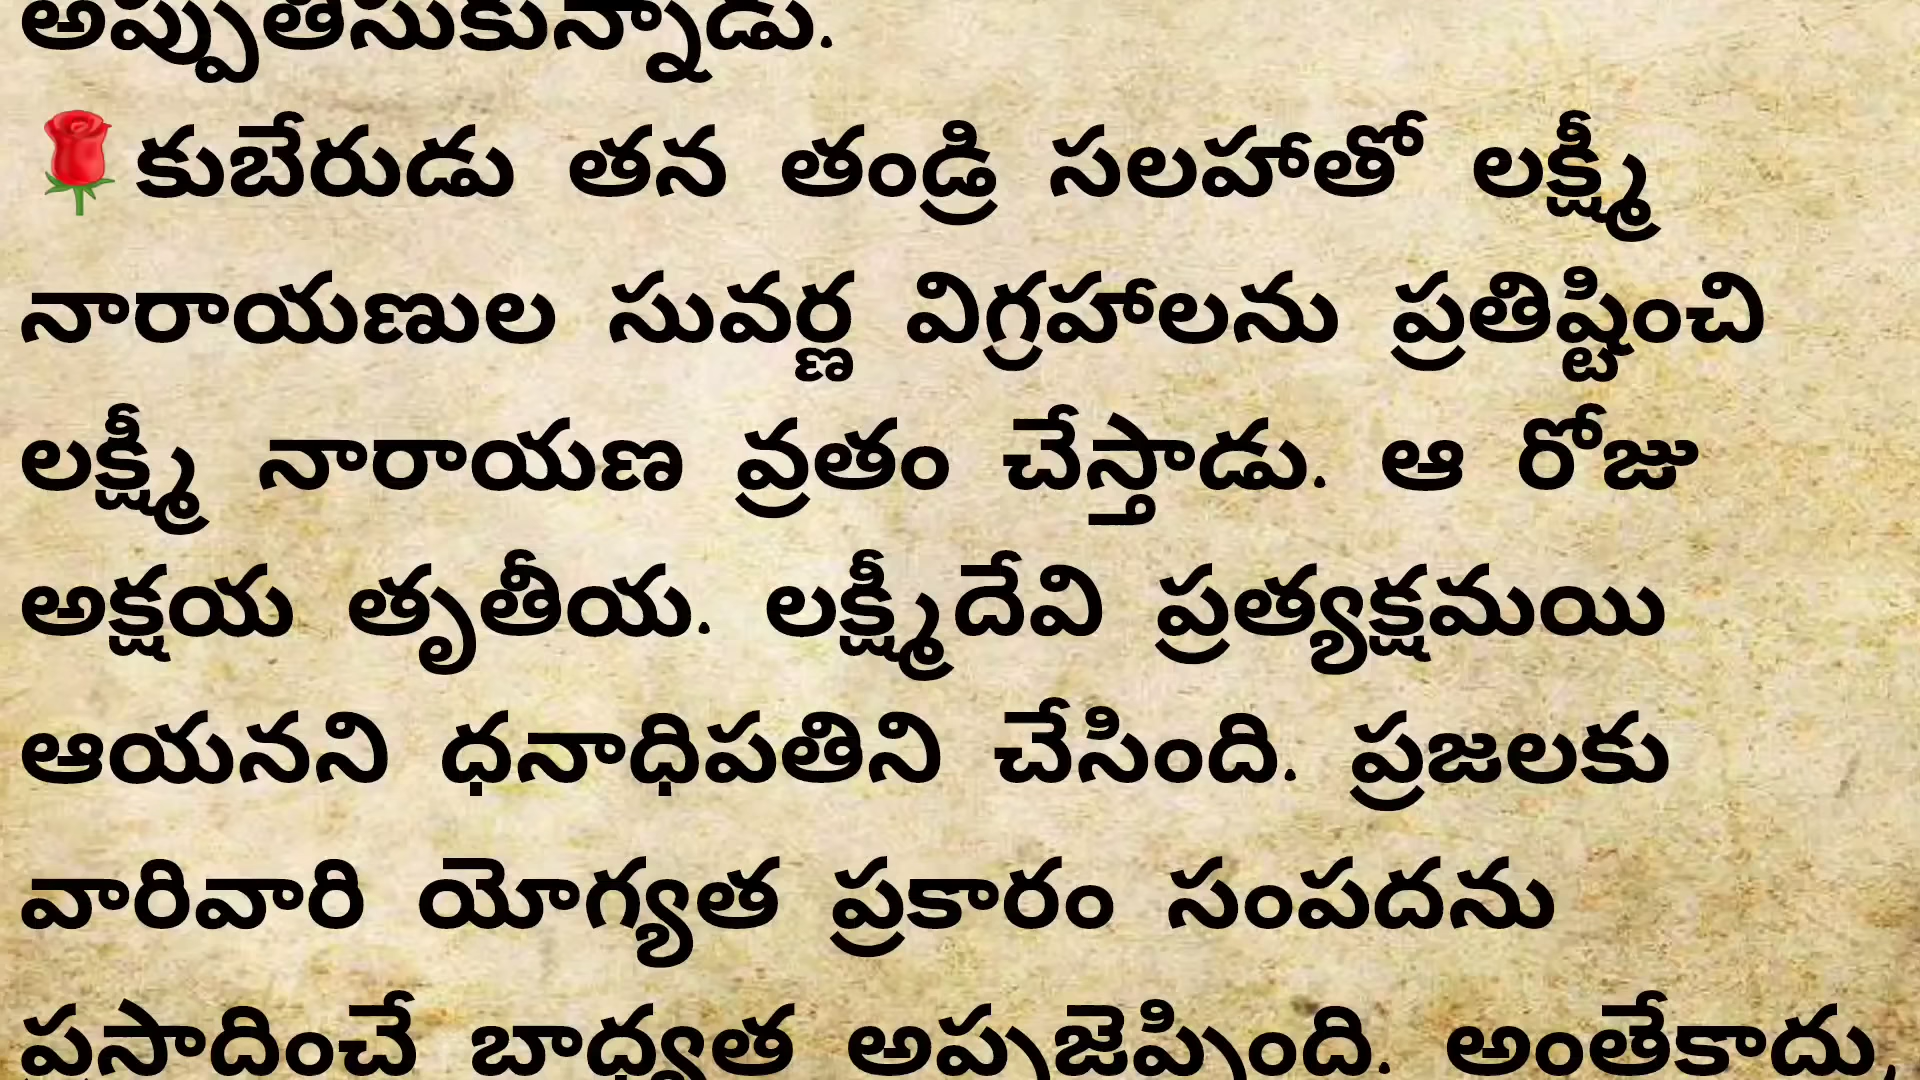 అప్పుతీసుకున్నాడు.
🌹కుబేరుడు తన తండ్రి సలహాతో లక్ష్మీ
నారాయణుల సువర్ణ విగ్రహాలను ప్రతిష్టించి
లక్ష్మీ నారాయణ వ్రతం చేస్తాడు. ఆ రోజు
అక్షయ తృతీయ. లక్ష్మీదేవి ప్రత్యక్షమయి
ఆయనని ధనాధిపతిని చేసింది. ప్రజలకు
వారివారి యోగ్యత ప్రకారం సంపదను
ప్రసాదించే బాధ్యత అప్పజెప్పింది. అంతేకాదు,